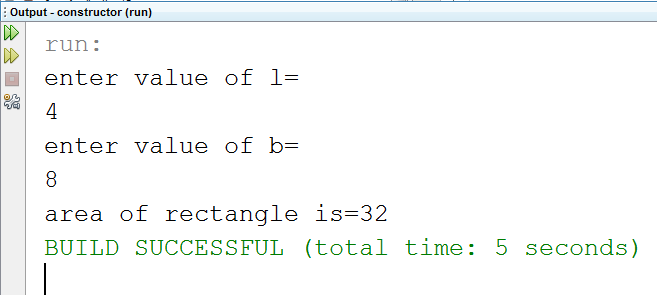 Output - constructor (run)
run:
enter value of l=
4
enter value of b=
8
area of rectangle is=32
BUILD SUCCESSFUL (total time: 5 seconds)